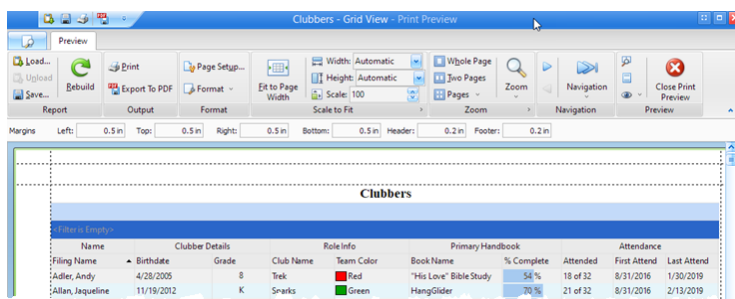 Clubbers - Grid View - Print Preview
Preview
Load... Print Page Setup... Width: Automatic Whole Page
Unload Rebuild Export To PDF Format Fit to Page Width Height: Automatic Two Pages Zoom Navigation Close Print Preview
Save... Scale: 100 Pages
Report Output Format Scale to Fit Zoom Navigation Preview
Margins Left: 0.5 in Top: 0.5 in Right: 0.5 in Bottom: 0.5 in Header: 0.2 in Footer: 0.2 in
Clubbers
<Filter is Empty>
Name Clubber Details Role Info Primary Handbook Attendance
Filing Name Birthdate Grade Club Name Team Color Book Name % Complete Attended First Attend Last Attend
Adler, Andy 4/28/2005 8 Trek Red "His Love" Bible Study 54 % 18 of 32 8/31/2016 1/30/2019
Allan, Jaqueline 11/19/2012 K Sparks Green HangGlider 70 % 21 of 32 8/31/2016 2/13/2019